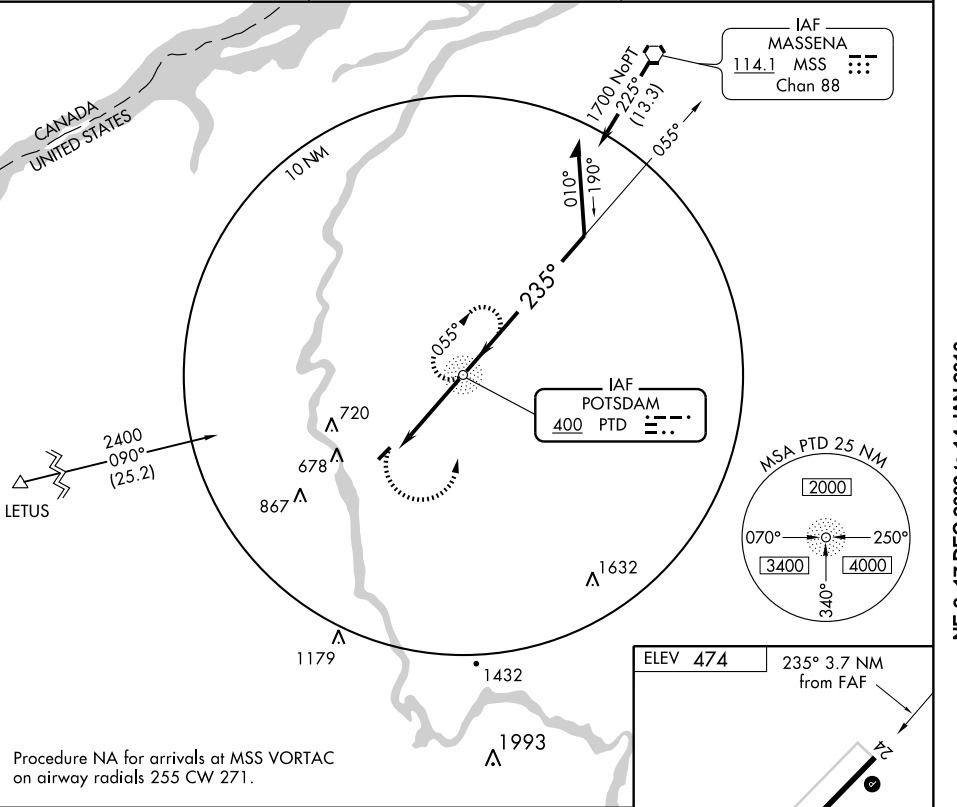 IAF
MASSENA
114.1 MSS
Chan 88
1700 NoPT
225°
(13.3)
055°
CANADA
UNITED STATES
10 NM
010°
190°
235°
055°
IAF
POTSDAM
400 PTD
720
678
867
2400
090°
(25.2)
LETUS
MSA PTD 25 NM
2000
070°
250°
3400
4000
340°
1632
1179
1432
1993
ELEV 474
235° 3.7 NM
from FAF
24
P
Procedure NA for arrivals at MSS VORTAC
on airway radials 255 CW 271.